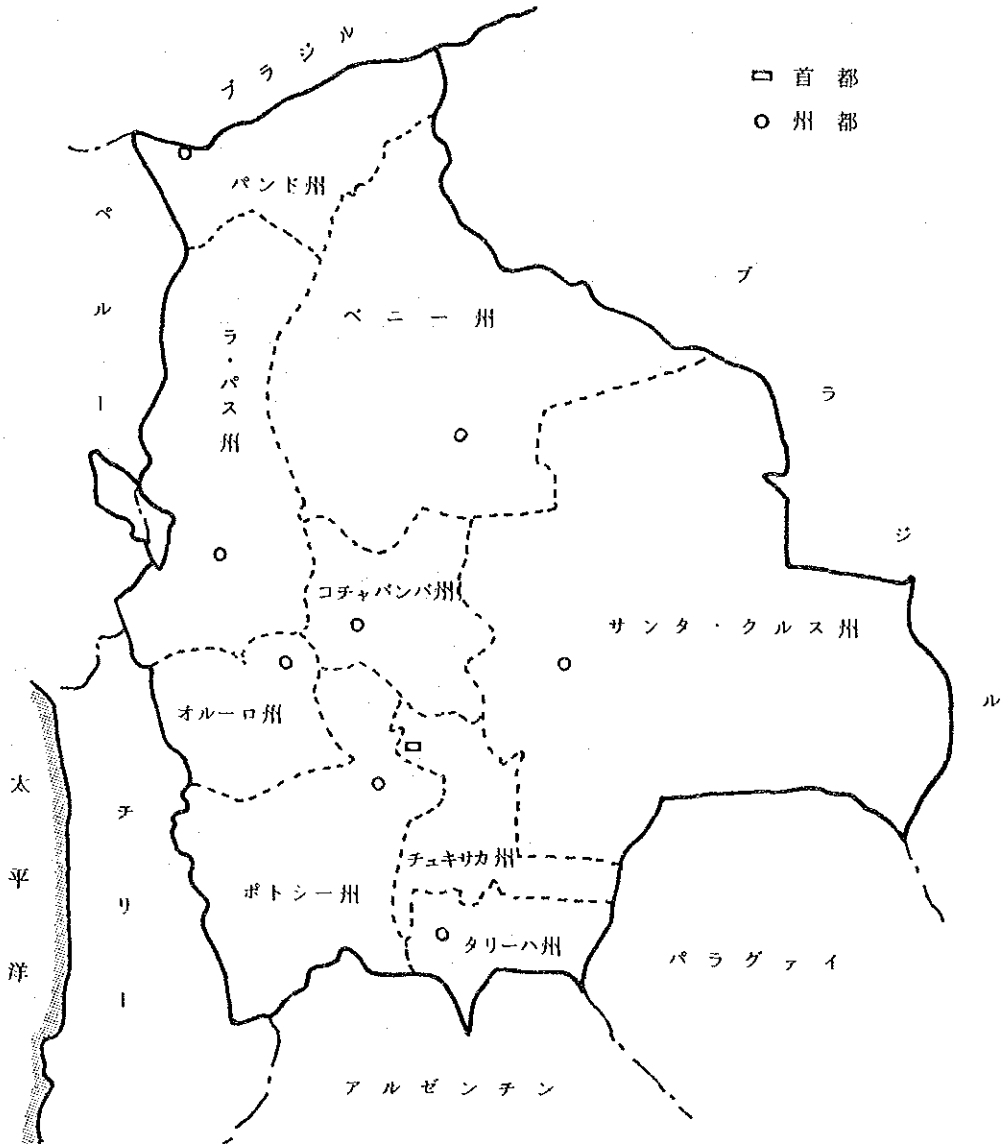 ブラジル
□ 首都
○ 州都
パンド州
ペルー
ブラジル
ベニー州
ラ・パス州
コチャバンバ州
サンタ・クルス州
オルーロ州
太平洋
チリー
チュキサカ州
ポトシー州
タリーハ州
パラグァイ
アルゼンチン